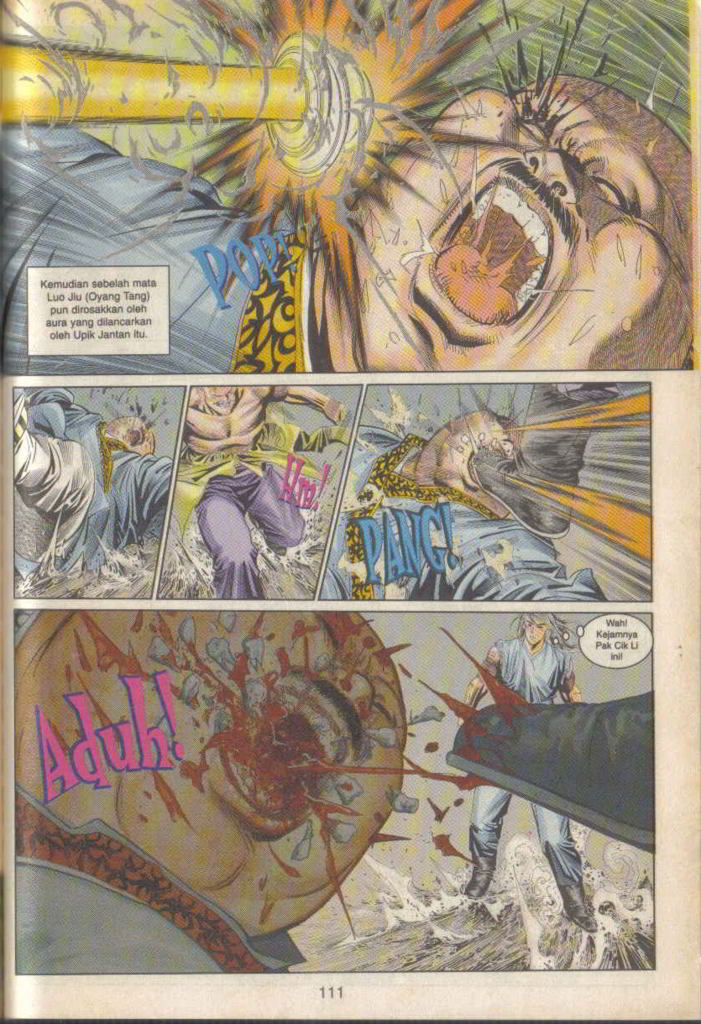 POP!
Kemudian sebelah mata
Luo Jiu (Oyang Tang)
pun dirosakkan oleh
aura yang dilancarkan
oleh Upik Jantan itu.
Hm!
PANG!
Wah!
Kejamnya
Pak Cik Li
ini!
Aduh!
111